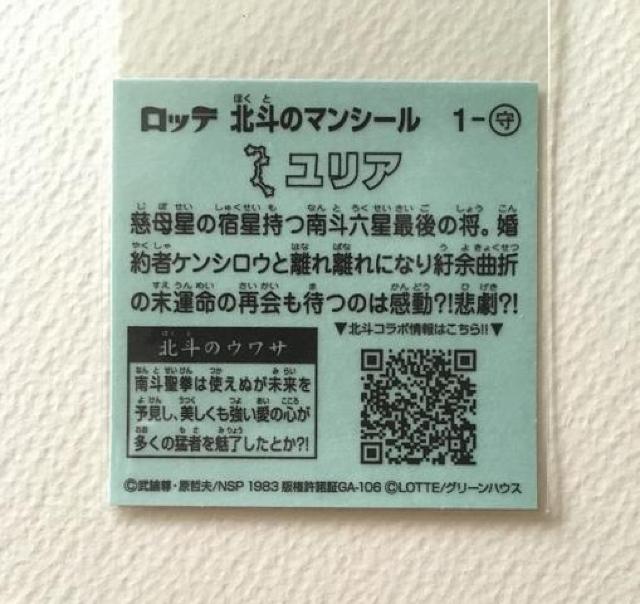 ロッテ 北斗のマンシール 1-守
ユリア
慈母星の宿星持つ南斗六星最後の将。婚
約者ケンシロウと離れ離れになり紆余曲折
の末運命の再会も待つのは感動?!悲劇?!
▼北斗コラボ情報はこちら!!▼
北斗のウワサ
南斗聖拳は使えぬが未来を
予見し、美しくも強い愛の心が
多くの猛者を魅了したとか?!
©武論尊・原哲夫/NSP 1983 版権許諾証GA-106 ©LOTTE/グリーンハウス